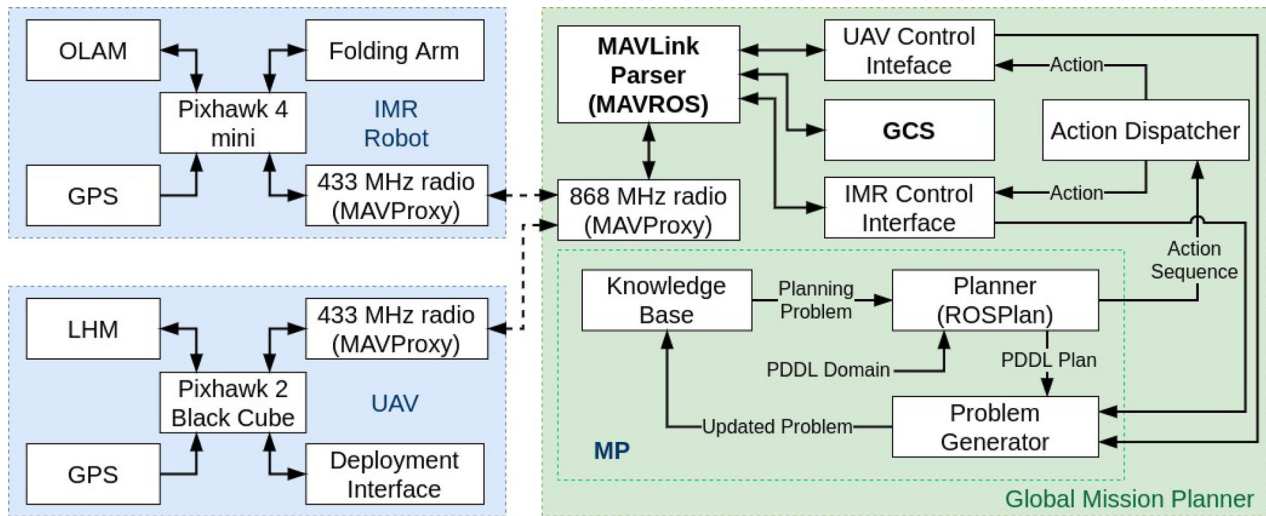 OLAM
Folding Arm
Pixhawk 4
mini
IMR
Robot
GPS
433 MHz radio
(MAVProxy)
LHM
433 MHz radio
(MAVProxy)
Pixhawk 2
Black Cube
UAV
GPS
Deployment
Interface
MAVLink
Parser
(MAVROS)
UAV Control
Inteface
Action
GCS
Action Dispatcher
868 MHz radio
(MAVProxy)
IMR Control
Interface
Action
Action
Sequence
Knowledge
Base
Planning
Problem
Planner
(ROSPlan)
PDDL Domain
PDDL Plan
Updated Problem
Problem
Generator
MP
Global Mission Planner